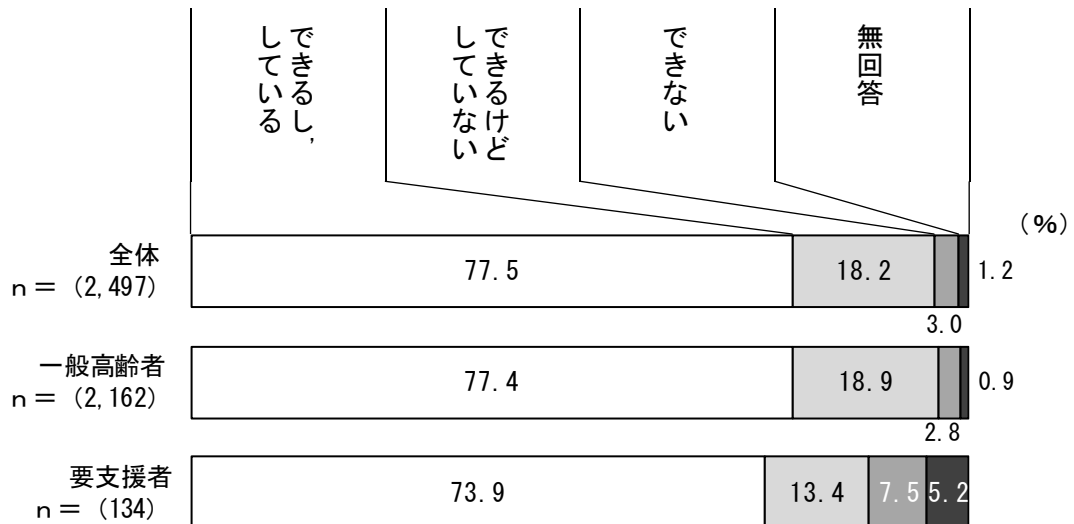 できるし，
している
できるけど
していない
できない
無回答
（％）
全体
ｎ＝（2,497）
77.5
18.2
3.0
1.2
一般高齢者
ｎ＝（2,162）
77.4
18.9
2.8
0.9
要支援者
ｎ＝（134）
73.9
13.4
7.5
5.2